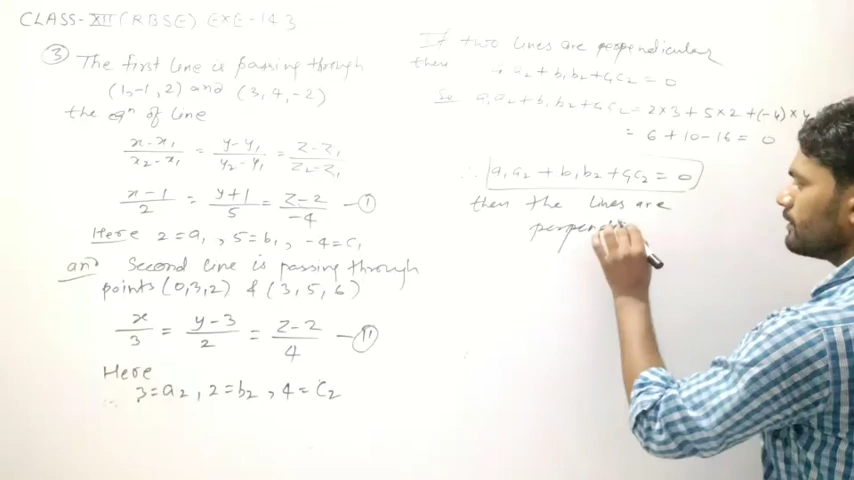 CLASS-XII (RBSE) EXE-14.3
③ The first line is passing through
(1,-1,2) and (3,4,-2)
the eqⁿ of line
x-x₁/x₂-x₁ = y-y₁/y₂-y₁ = z-z₁/z₂-z₁
x-1/2 = y+1/5 = z-2/-4 —Ⓘ
Here 2=a₁, 5=b₁, -4=c₁
and Second line is passing through
points (0,3,2) & (3,5,6)
x/3 = y-3/2 = z-2/4 —Ⓘ Ⓘ
Here
∴ 3=a₂, 2=b₂, 4=c₂
If two lines are perpendicular
then a₁a₂+b₁b₂+c₁c₂=0
So a₁a₂+b₁b₂+c₁c₂=2×3+5×2+(-4)×4
= 6+10-16=0
∴ a₁a₂+b₁b₂+c₁c₂=0
then the lines are